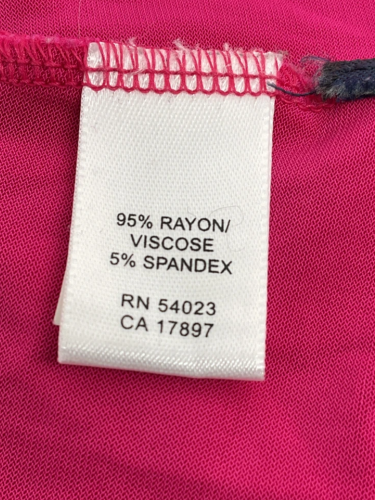 95% RAYON/
VISCOSE
5% SPANDEX
RN 54023
CA 17897